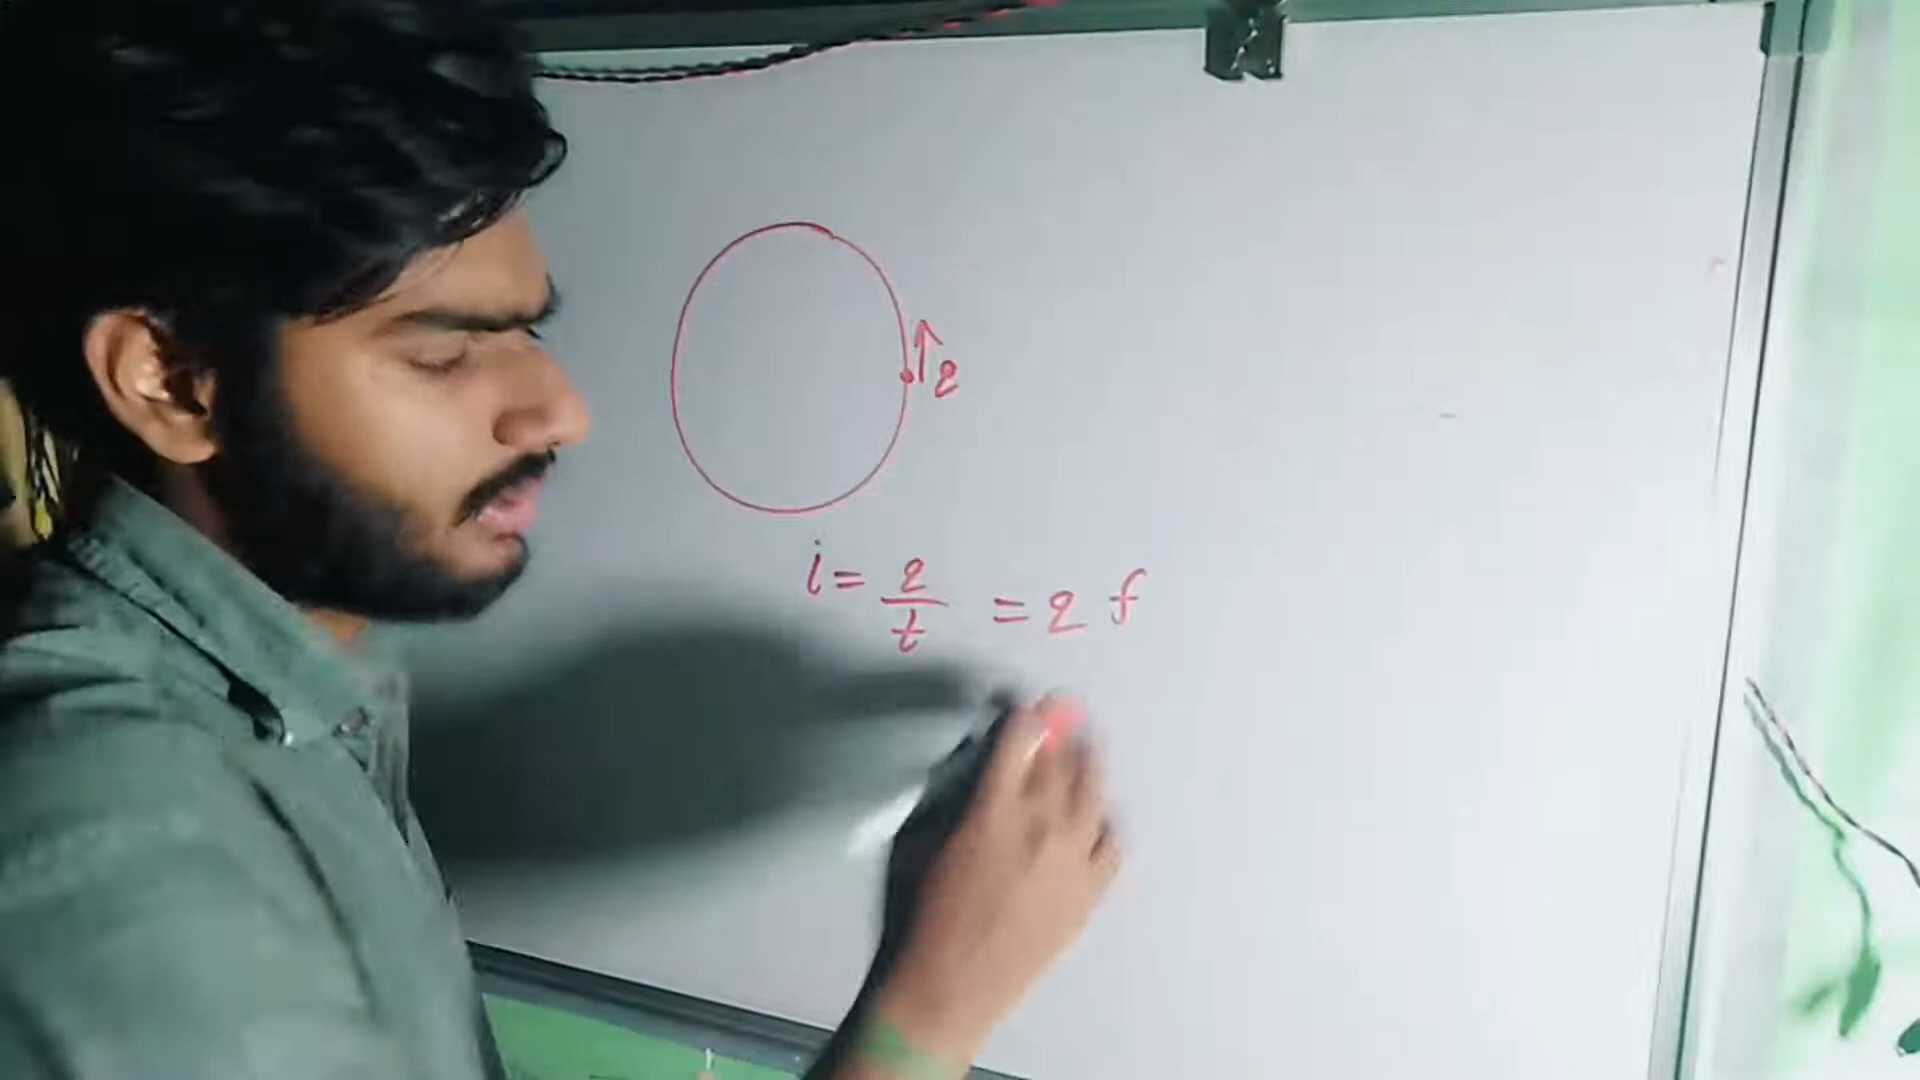 q
i = q/t = q f